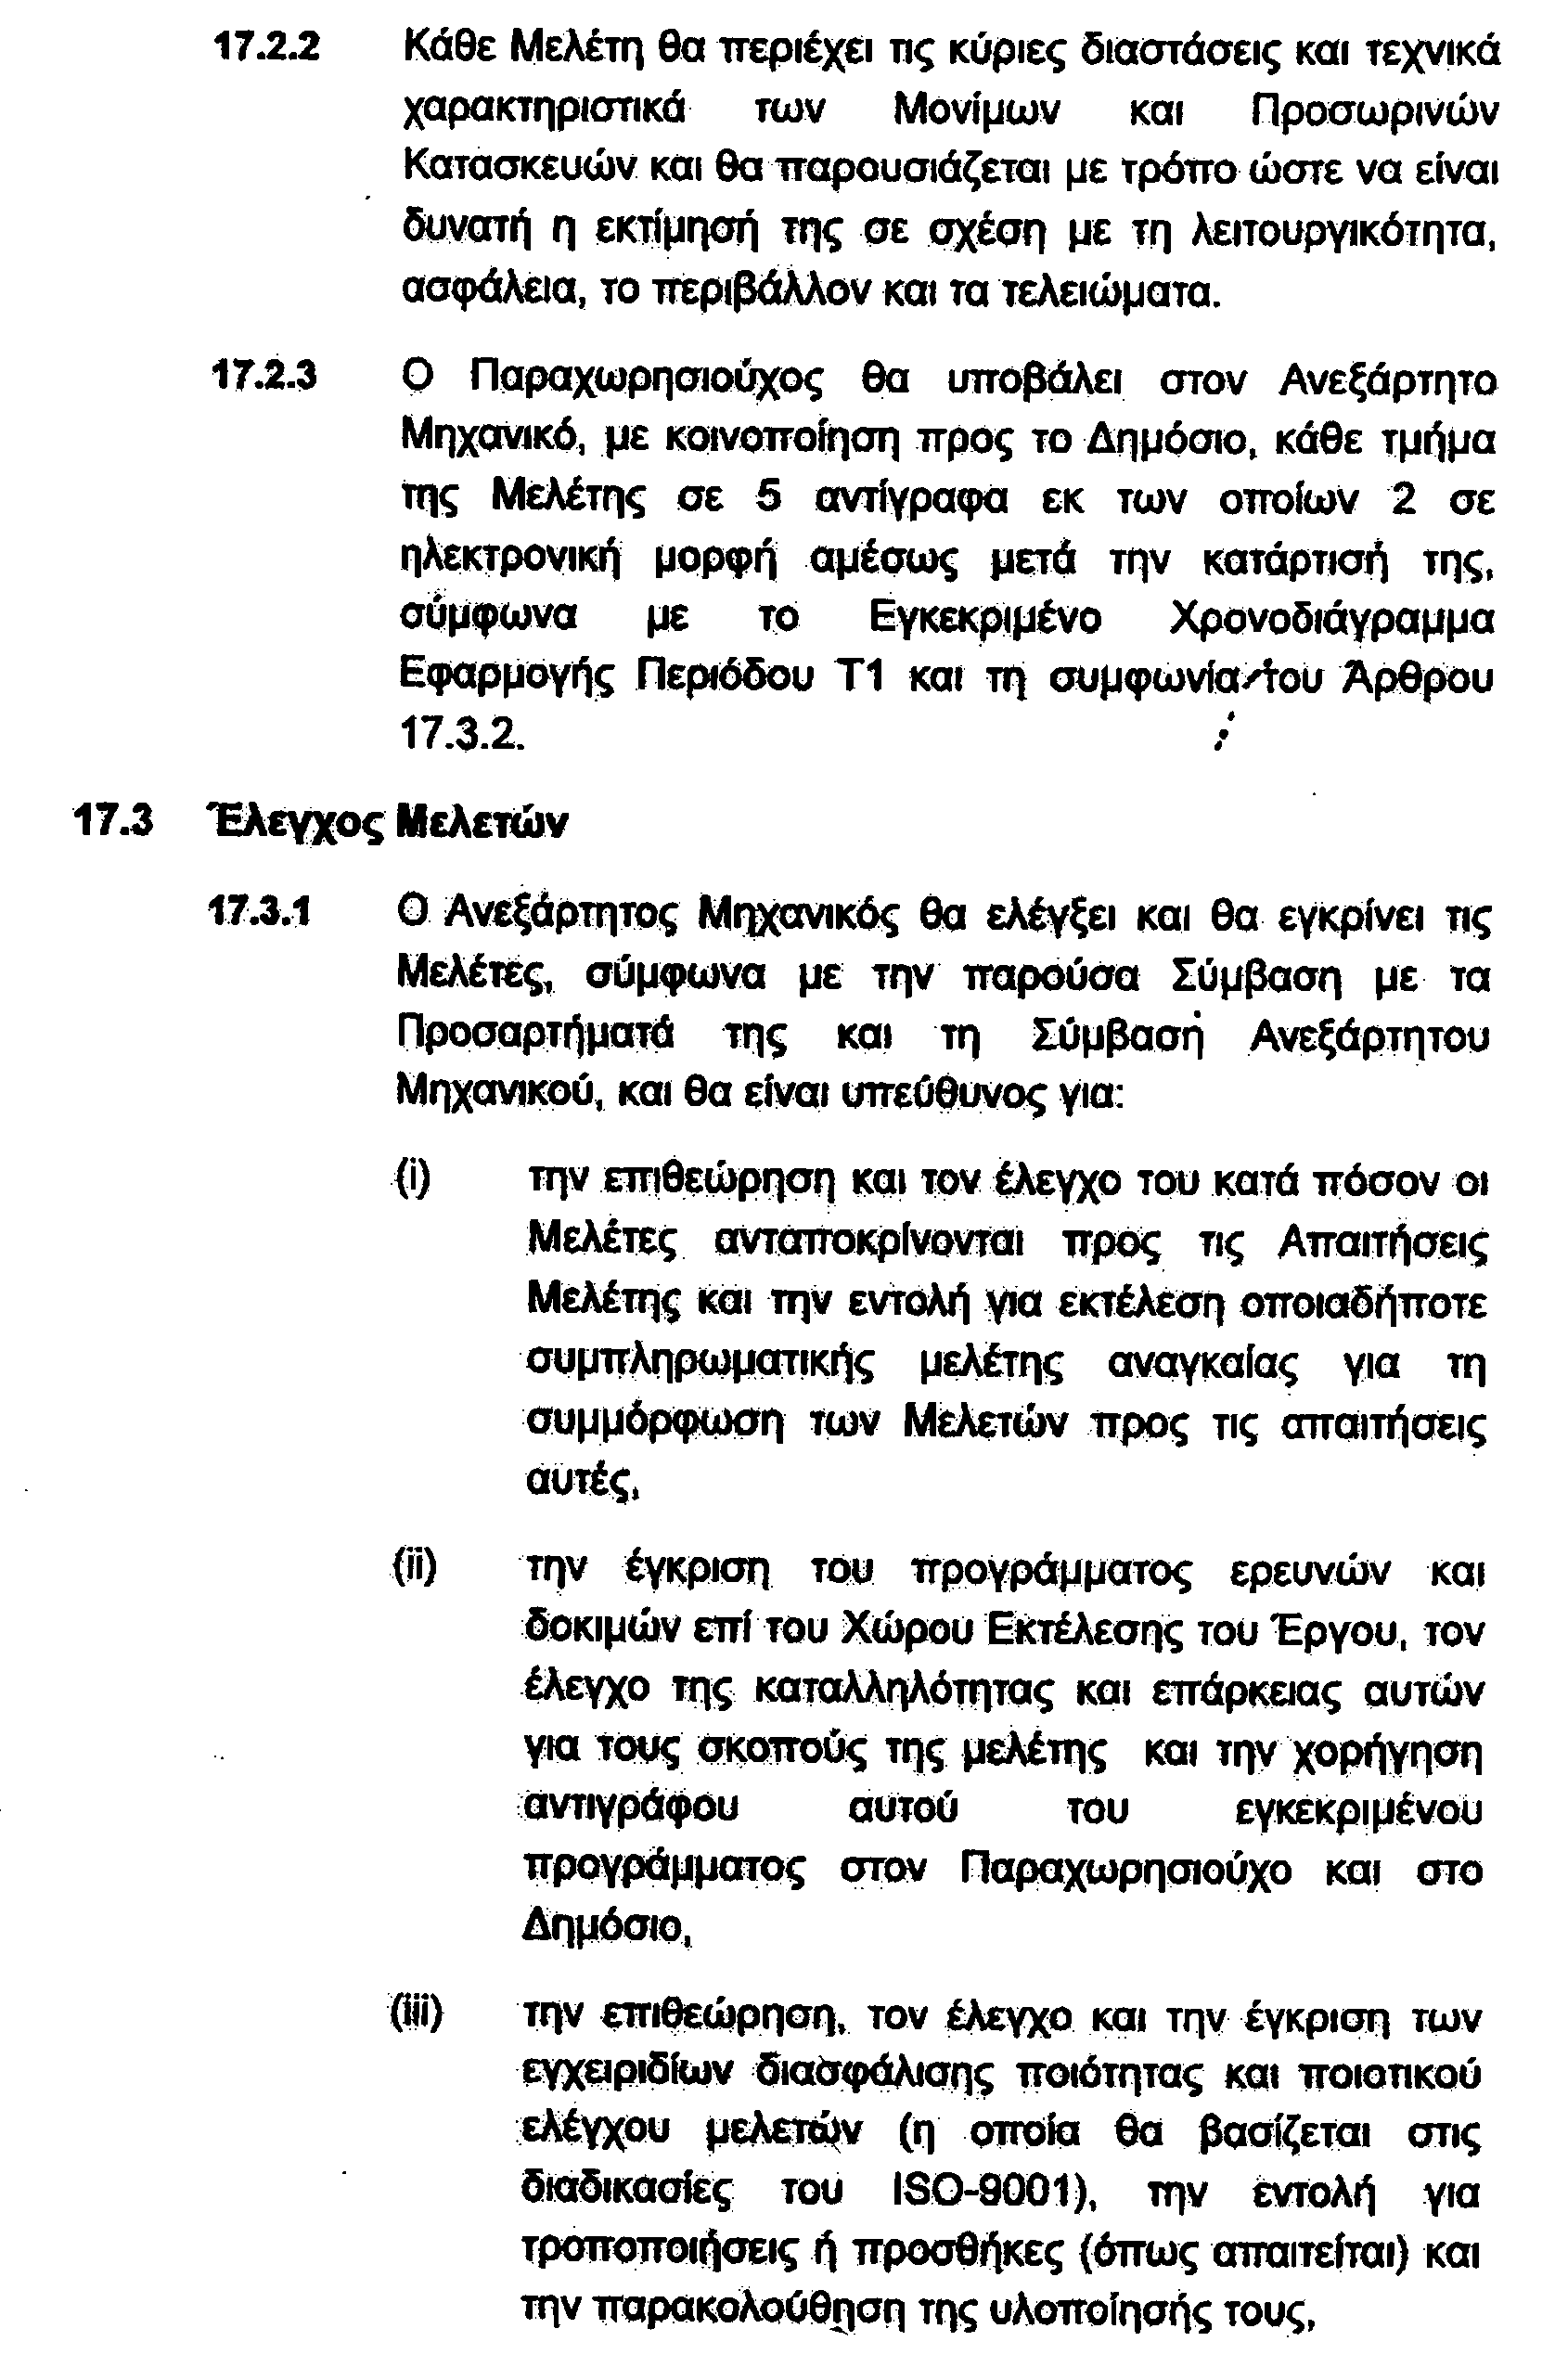 17.2.2 Κάθε Μελέτη θα περιέχει τις κύριες διαστάσεις και τεχνικά
χαρακτηριστικά των Μονίμων και Προσωρινών
Κατασκευών και θα παρουσιάζεται με τρόπο ώστε να είναι
δυνατή η εκτίμησή της σε σχέση με τη λειτουργικότητα,
ασφάλεια, το περιβάλλον και τα τελειώματα.
17.2.3 Ο Παραχωρησιούχος θα υποβάλει στον Ανεξάρτητο
Μηχανικό, με κοινοποίηση προς το Δημόσιο, κάθε τμήμα
της Μελέτης σε 5 αντίγραφα εκ των οποίων 2 σε
ηλεκτρονική μορφή αμέσως μετά την κατάρτισή της,
σύμφωνα με το Εγκεκριμένο Χρονοδιάγραμμα
Εφαρμογής Περιόδου Τ1 και τη συμφωνία του Άρθρου
17.3.2.
17.3 Έλεγχος Μελετών
17.3.1 Ο Ανεξάρτητος Μηχανικός θα ελέγξει και θα εγκρίνει τις
Μελέτες, σύμφωνα με την παρούσα Σύμβαση με τα
Προσαρτήματά της και τη Σύμβαση Ανεξάρτητου
Μηχανικού, και θα είναι υπεύθυνος για:
(i) την επιθεώρηση και τον έλεγχο του κατά πόσον οι
Μελέτες ανταποκρίνονται προς τις Απαιτήσεις
Μελέτης και την εντολή για εκτέλεση οποιαδήποτε
συμπληρωματικής μελέτης αναγκαίας για τη
συμμόρφωση των Μελετών προς τις απαιτήσεις
αυτές,
(ii) την έγκριση του προγράμματος ερευνών και
δοκιμών επί του Χώρου Εκτέλεσης του Έργου, τον
έλεγχο της καταλληλότητας και επάρκειας αυτών
για τους σκοπούς της μελέτης και την χορήγηση
αντιγράφου αυτού του εγκεκριμένου
προγράμματος στον Παραχωρησιούχο και στο
Δημόσιο,
(iii) την επιθεώρηση, τον έλεγχο και την έγκριση των
εγχειριδίων διασφάλισης ποιότητας και ποιοτικού
ελέγχου μελετών (η οποία θα βασίζεται στις
διαδικασίες του ISO-9001), την εντολή για
τροποποιήσεις ή προσθήκες (όπως απαιτείται) και
την παρακολούθηση της υλοποίησής τους,